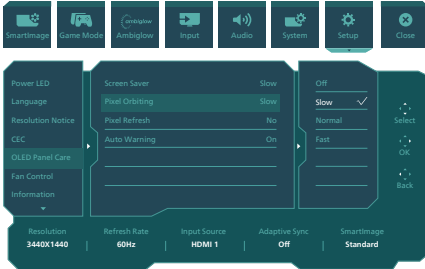 ambiglow
SmartImage Game Mode Ambiglow Input Audio System Setup Close
Power LED Screen Saver Slow Off
Language Pixel Orbiting Slow Slow
Resolution Notice Pixel Refresh No Normal Select
CEC Auto Warning On Fast OK
OLED Panel Care
Fan Control Back
Information
Resolution Refresh Rate Input Source Adaptive Sync SmartImage
3440X1440 60Hz HDMI 1 Off Standard